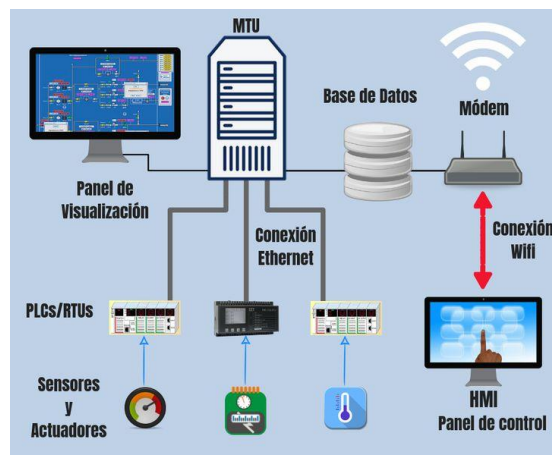 MTU
Base de Datos
Módem
Panel de
Visualización
Conexión
Ethernet
Conexión
Wifi
PLCs/RTUs
Sensores
y
Actuadores
HMI
Panel de control